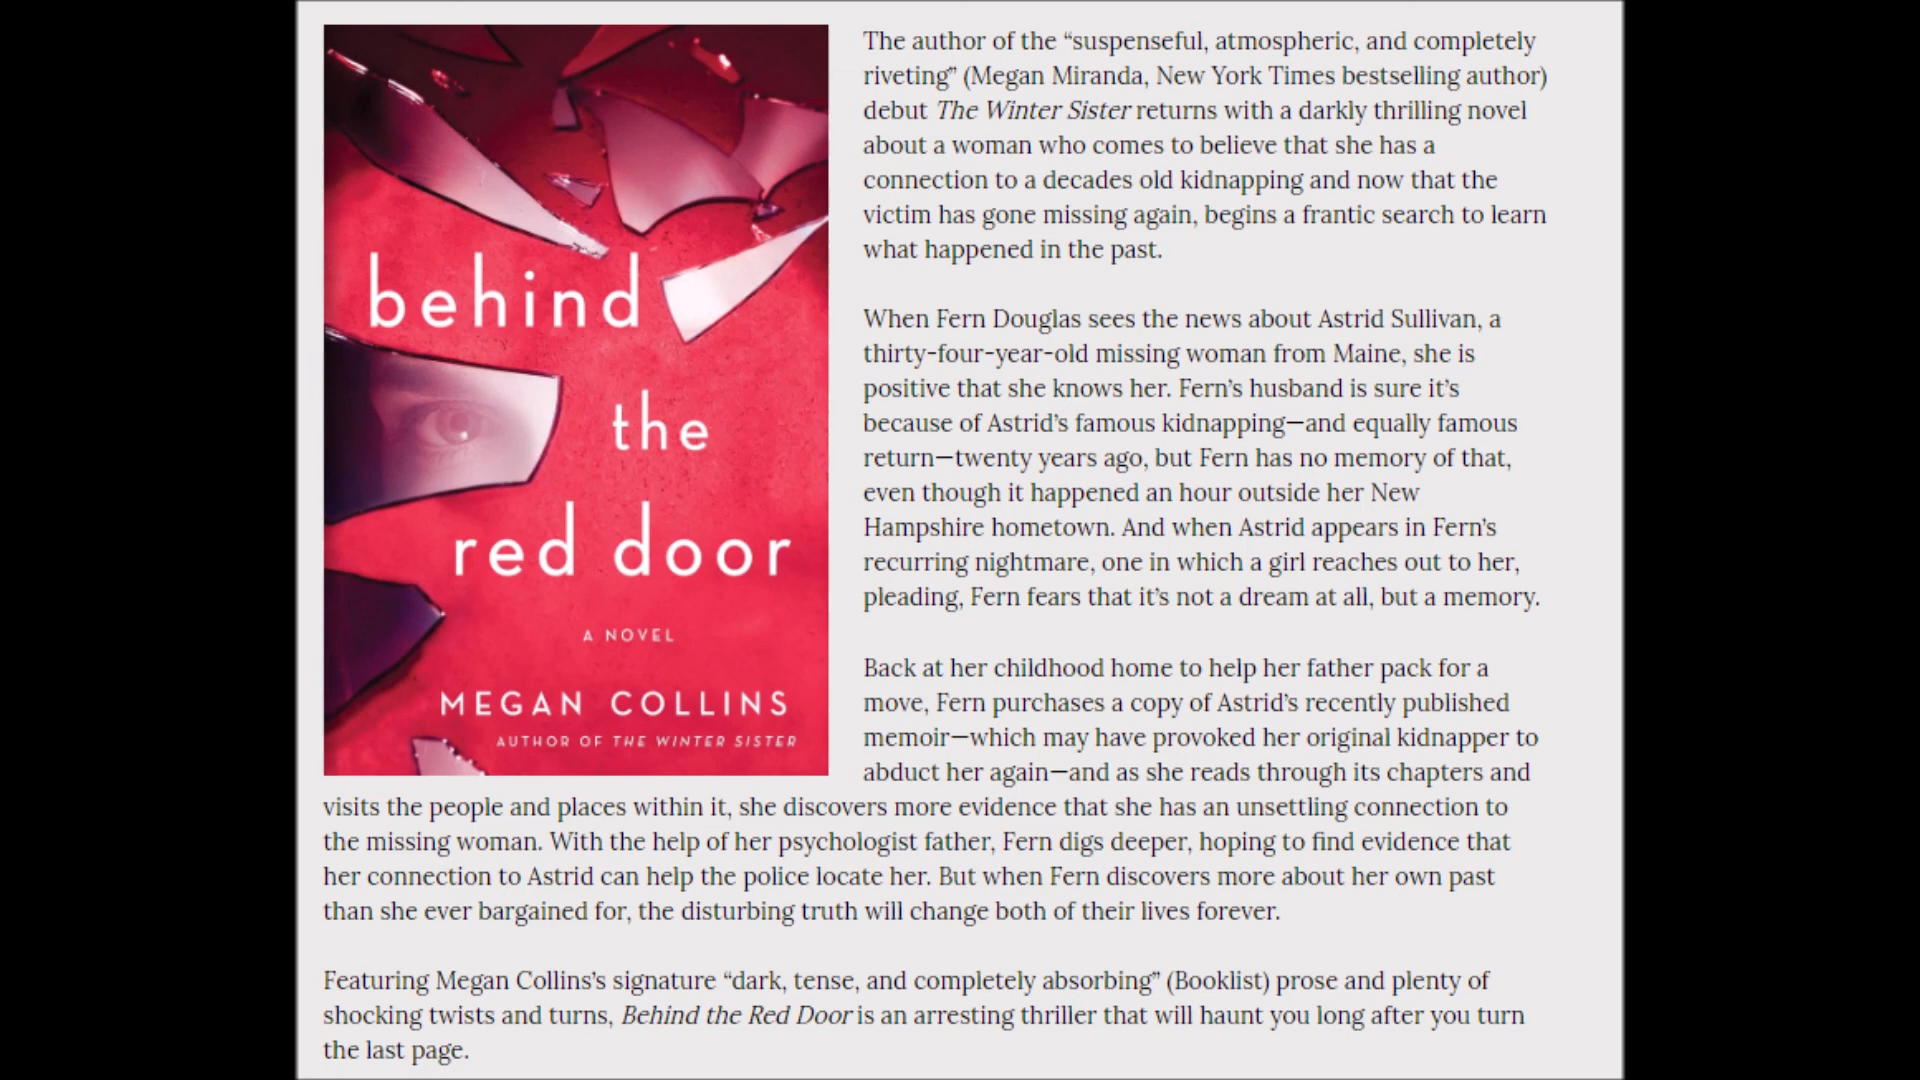 behind
the
red door
A NOVEL
MEGAN COLLINS
AUTHOR OF THE WINTER SISTER
The author of the “suspenseful, atmospheric, and completely
riveting” (Megan Miranda, New York Times bestselling author)
debut The Winter Sister returns with a darkly thrilling novel
about a woman who comes to believe that she has a
connection to a decades old kidnapping and now that the
victim has gone missing again, begins a frantic search to learn
what happened in the past.
When Fern Douglas sees the news about Astrid Sullivan, a
thirty-four-year-old missing woman from Maine, she is
positive that she knows her. Fern’s husband is sure it’s
because of Astrid’s famous kidnapping—and equally famous
return—twenty years ago, but Fern has no memory of that,
even though it happened an hour outside her New
Hampshire hometown. And when Astrid appears in Fern’s
recurring nightmare, one in which a girl reaches out to her,
pleading, Fern fears that it’s not a dream at all, but a memory.
Back at her childhood home to help her father pack for a
move, Fern purchases a copy of Astrid’s recently published
memoir—which may have provoked her original kidnapper to
abduct her again—and as she reads through its chapters and
visits the people and places within it, she discovers more evidence that she has an unsettling connection to
the missing woman. With the help of her psychologist father, Fern digs deeper, hoping to find evidence that
her connection to Astrid can help the police locate her. But when Fern discovers more about her own past
than she ever bargained for, the disturbing truth will change both of their lives forever.
Featuring Megan Collins’s signature “dark, tense, and completely absorbing” (Booklist) prose and plenty of
shocking twists and turns, Behind the Red Door is an arresting thriller that will haunt you long after you turn
the last page.